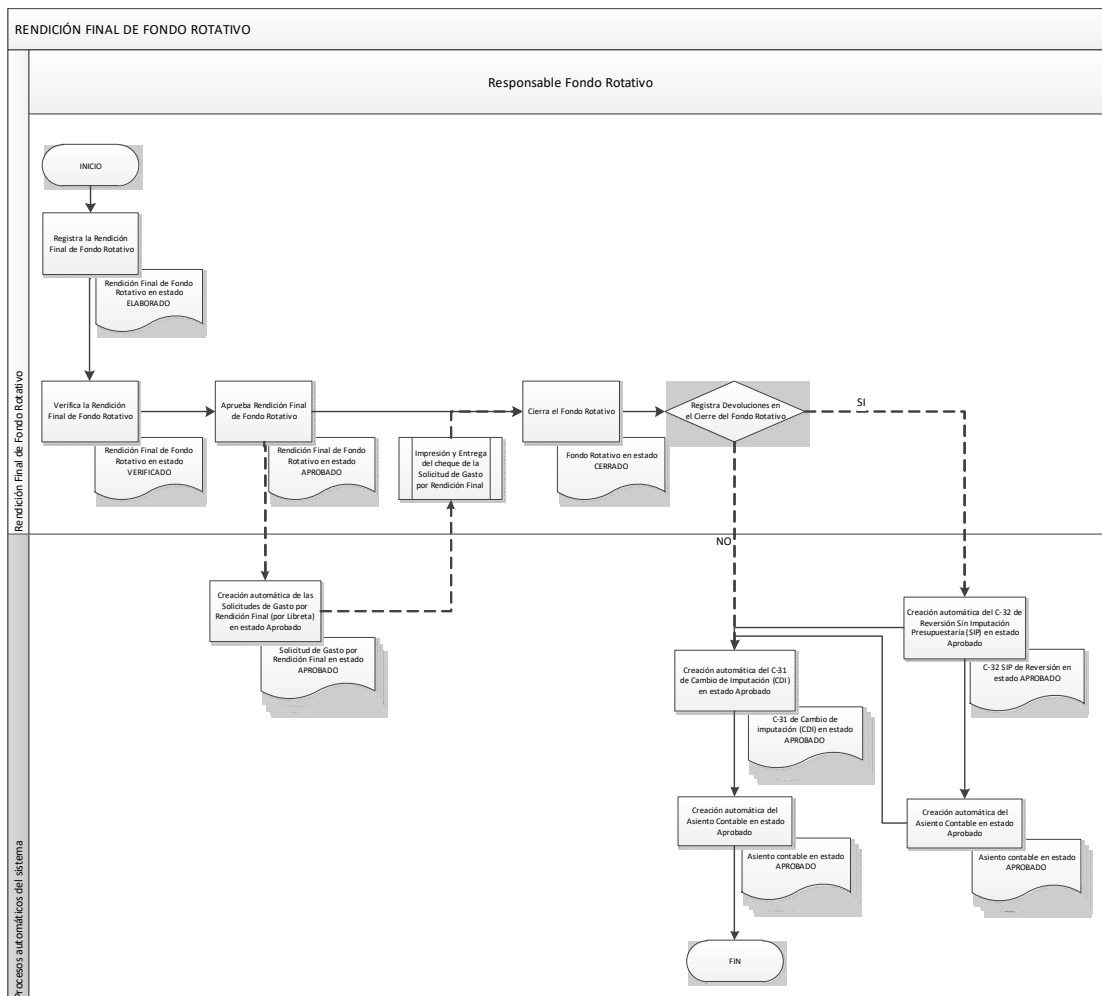 RENDICIÓN FINAL DE FONDO ROTATIVO
Responsable Fondo Rotativo
Rendición Final de Fondo Rotativo
INICIO
Registra la Rendición
Final de Fondo Rotativo
Rendición Final de Fondo
Rotativo en estado
ELABORADO
Verifica la Rendición
Final de Fondo Rotativo
Rendición Final de Fondo
Rotativo en estado
VERIFICADO
Aprueba Rendición Final
de Fondo Rotativo
Rendición Final de Fondo
Rotativo en estado
APROBADO
Impresión y Entrega
del cheque de la
Solicitud de Gasto
por Rendición Final
Cierra el Fondo Rotativo
Fondo Rotativo en estado
CERRADO
Registra Devoluciones en
el Cierre del Fondo Rotativo
SI
NO
Procesos automáticos del sistema
Creación automática de las
Solicitudes de Gasto por
Rendición Final (por Libreta)
en estado Aprobado
Solicitud de Gasto por
Rendición Final en estado
APROBADO
Creación automática del C-32 de
Reversión Sin Imputación
Presupuestaria (SIP) en estado
Aprobado
C-32 SIP de Reversión en
estado APROBADO
Creación automática del C-31
de Cambio de Imputación (CDI)
en estado Aprobado
C-31 de Cambio de
imputación (CDI) en estado
APROBADO
Creación automática del
Asiento Contable en estado
Aprobado
Asiento contable en estado
APROBADO
Creación automática del
Asiento Contable en estado
Aprobado
Asiento contable en estado
APROBADO
FIN